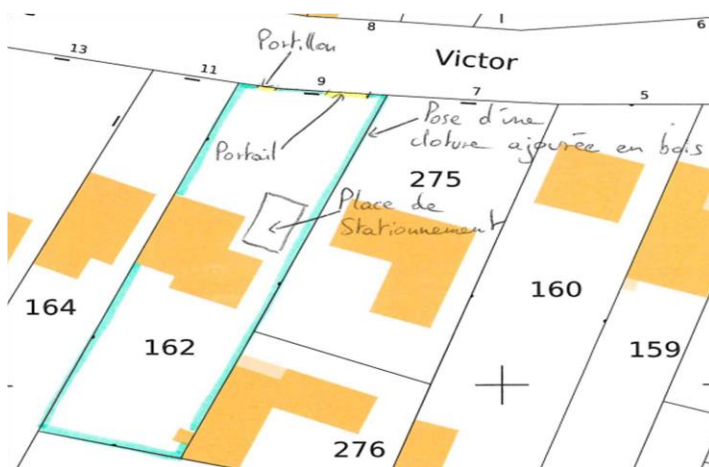 8
6
Portillon
13
Victor
11
9
7
5
Portail
Pose d'une
cloture ajourée en bois
275
Place de
Stationnement
160
164
162
159
276